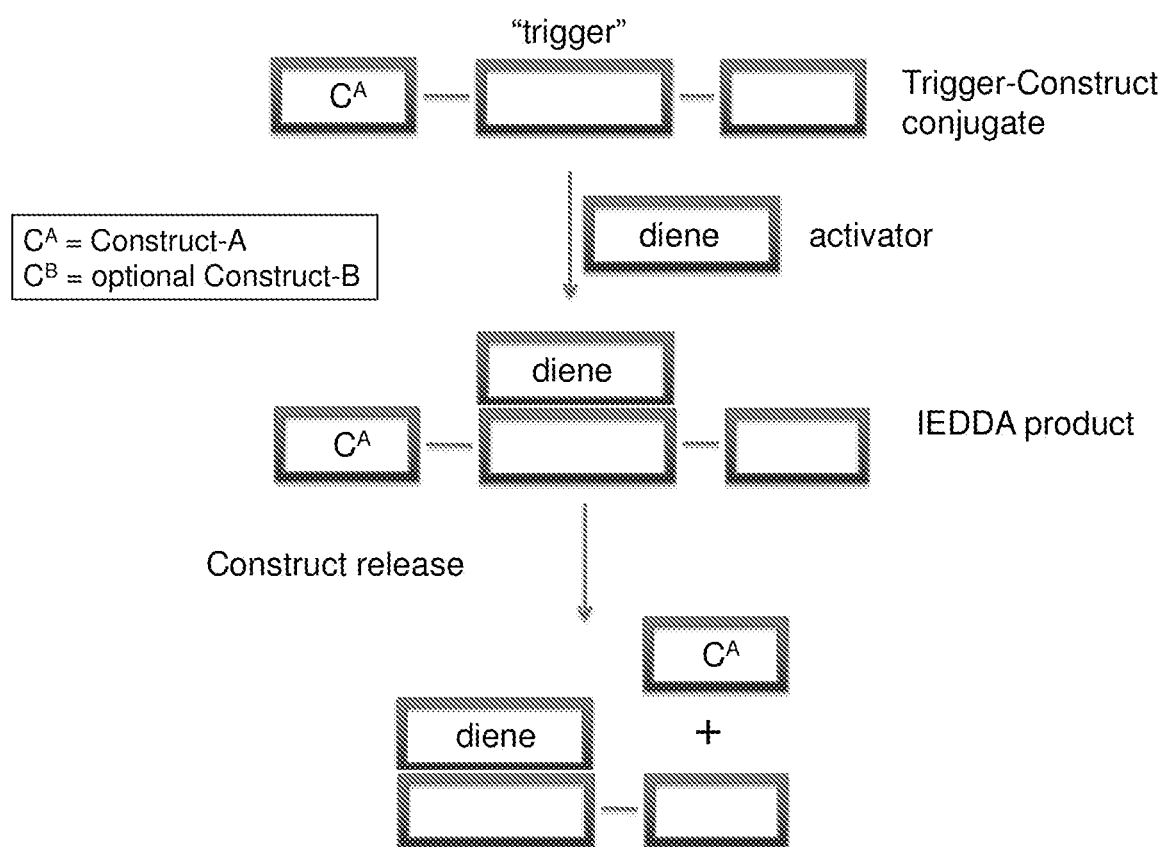 "trigger"
C^A
Trigger-Construct
conjugate
diene
activator
C^A = Construct-A
C^B = optional Construct-B
diene
C^A
IEDDA product
Construct release
C^A
diene
+